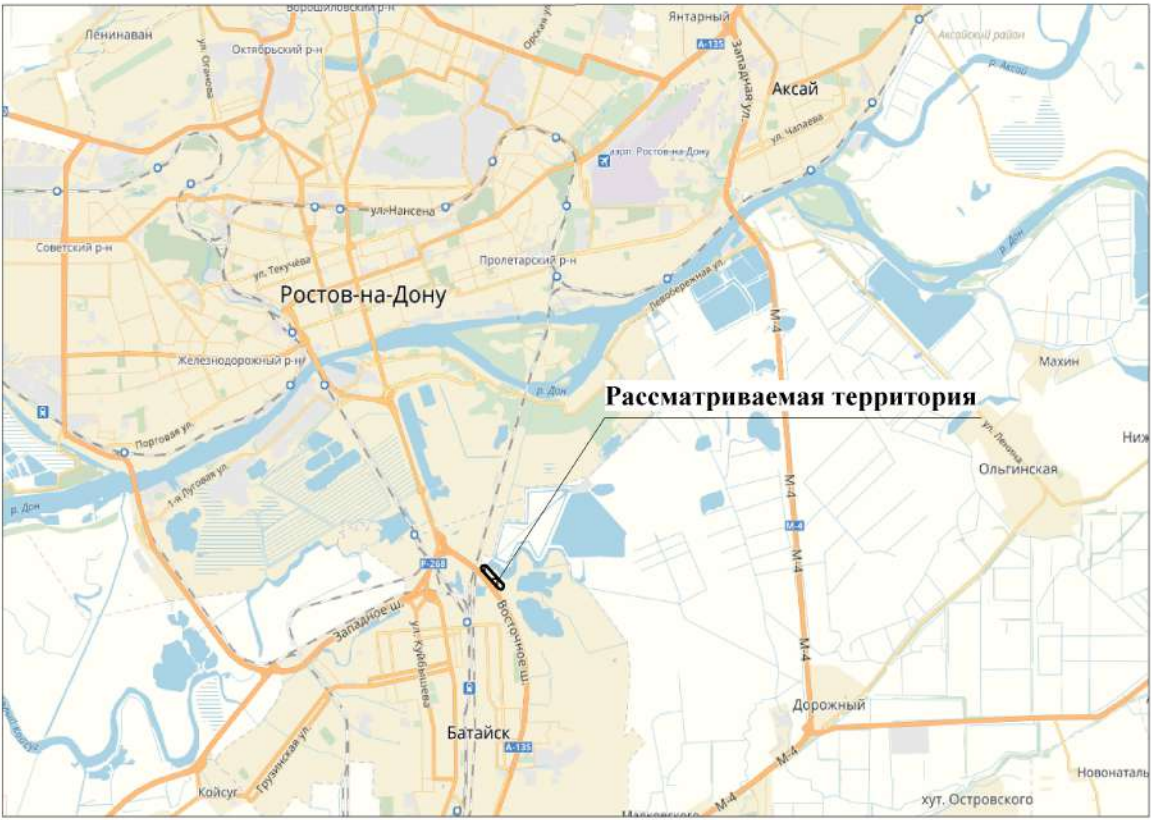 Ворошиловский р-н
Янтарный
Ленинаван
ул. Оганова
Октябрьский р-н
Орская ул.
А-135
Западная ул.
Аксайский район
р. Аксай
Аксай
ул. Чапаева
аэрп. Ростов-на-Дону
ул. Нансена
Советский р-н
р. Дон
ул. Текучёва
Пролетарский р-н
Левобережная ул.
Ростов-на-Дону
М-4
Железнодорожный р-н
Махин
р. Дон
Рассматриваемая территория
Портовая ул.
ул. Ленина
Ниж
1-я Луговая ул.
Ольгинская
М-4
р. Дон
М-4
М-4
Р-268
Западное ш.
ул. Куйбышева
Восточное ш.
М-4
Дорожный
Грузинская ул.
Батайск
А-135
М-4
Новонаталь
Койсуг
М-4
хут. Островского